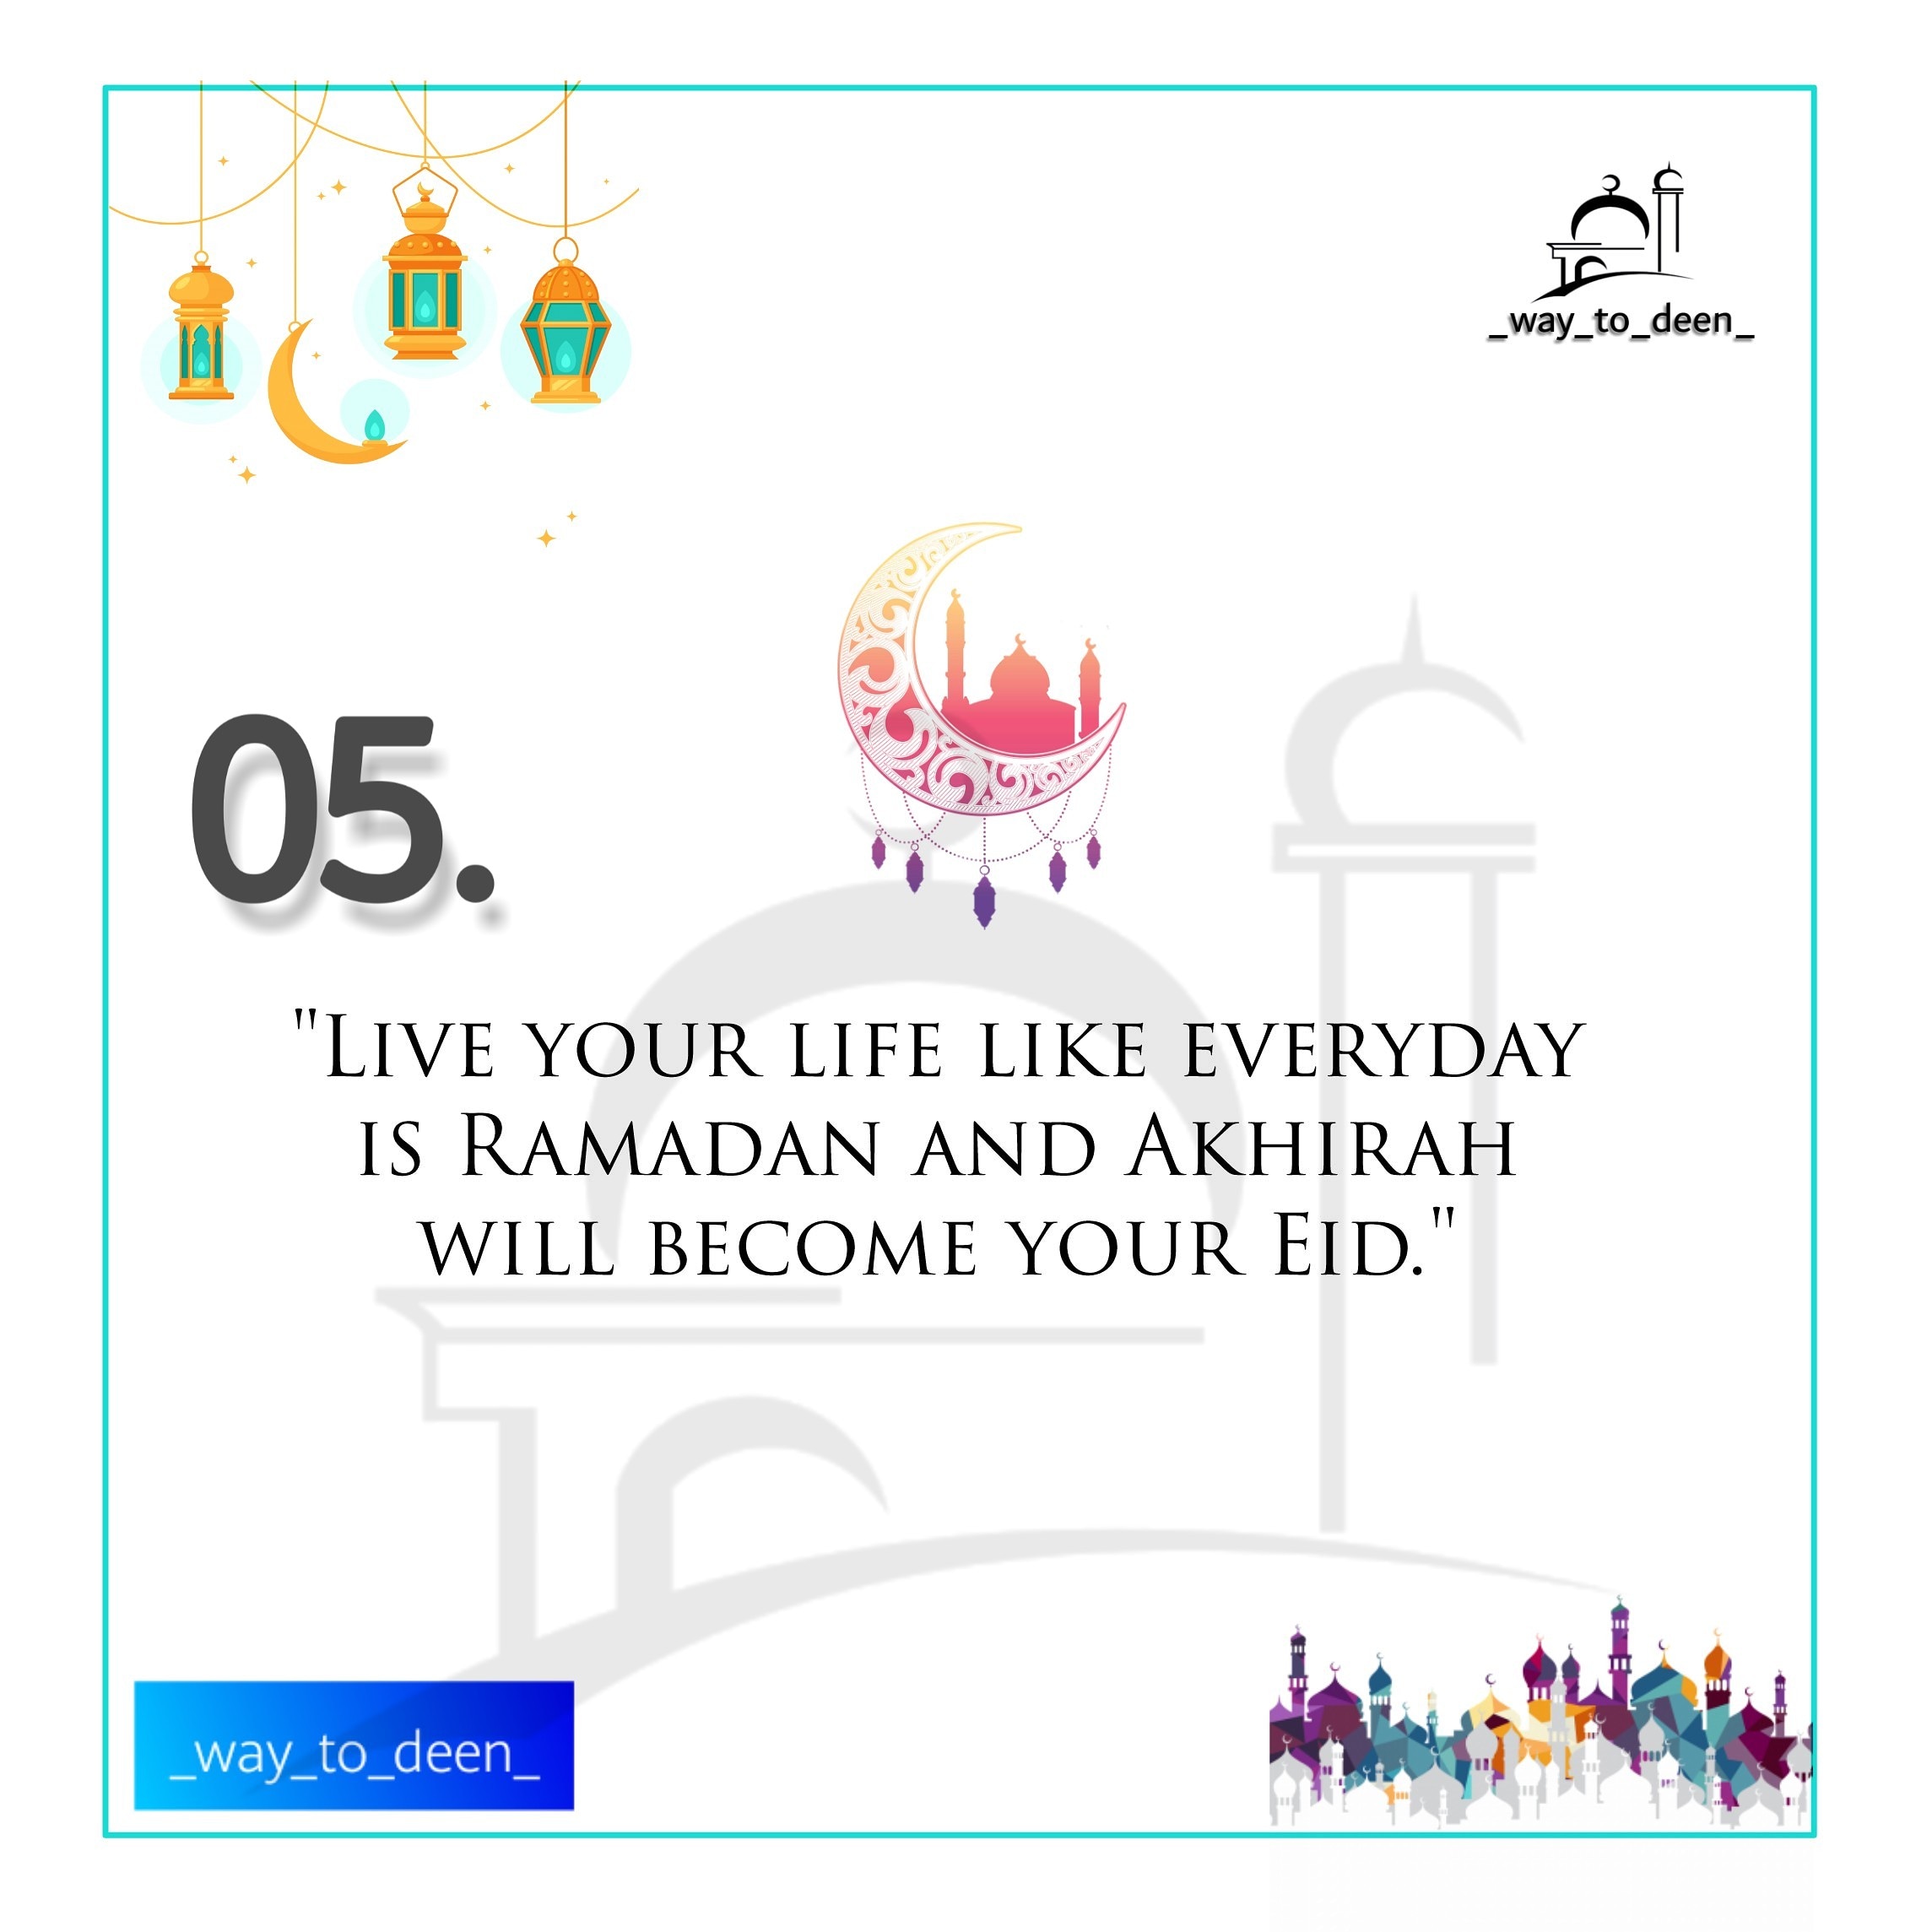 _way_to_deen_
05.
"Live your life like everyday
is Ramadan and Akhirah
will become your Eid."
_way_to_deen_